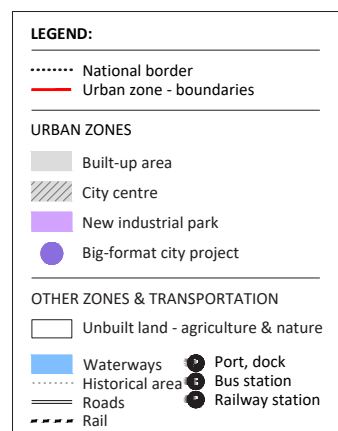 LEGEND:
National border
Urban zone - boundaries
URBAN ZONES
Built-up area
City centre
New industrial park
Big-format city project
OTHER ZONES & TRANSPORTATION
Unbuilt land - agriculture & nature
Waterways
Port, dock
Historical area
Bus station
Roads
Railway station
Rail